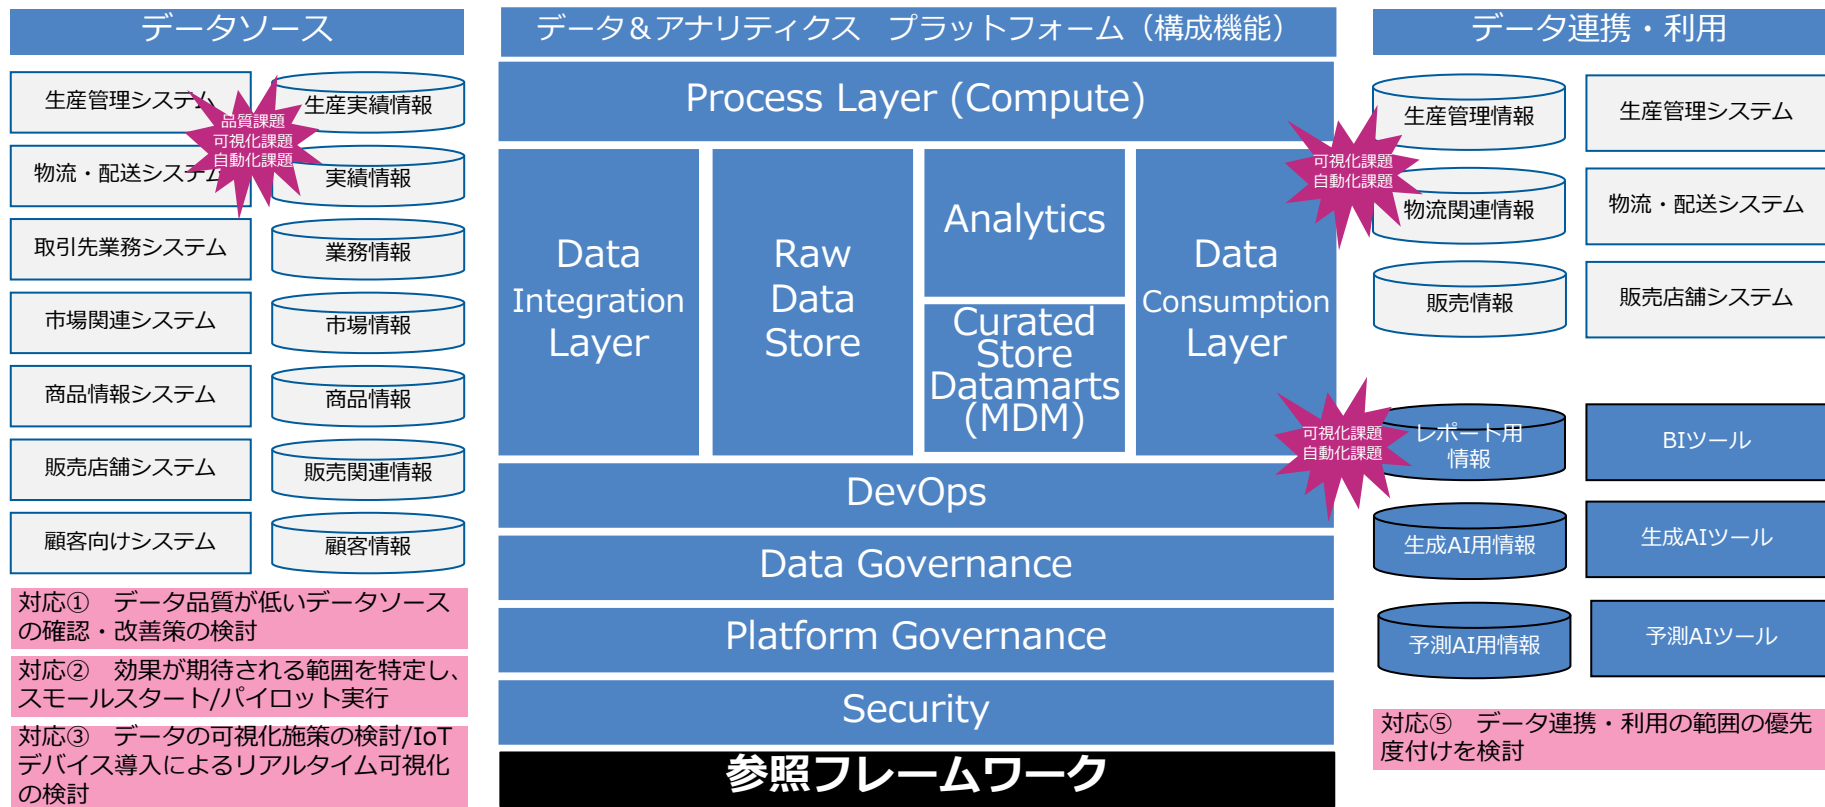 データソース
生産管理システム
生産実績情報
品質課題
可視化課題
自動化課題
物流・配送システム
実績情報
取引先業務システム
業務情報
市場関連システム
市場情報
商品情報システム
商品情報
販売店舗システム
販売関連情報
顧客向けシステム
顧客情報
対応① データ品質が低いデータソース
の確認・改善策の検討
対応② 効果が期待される範囲を特定し、
スモールスタート/パイロット実行
対応③ データの可視化施策の検討/IoT
デバイス導入によるリアルタイム可視化
の検討
データ&アナリティクス プラットフォーム（構成機能）
Process Layer (Compute)
Data
Integration
Layer
Raw
Data
Store
Analytics
Curated
Store
Datamarts
(MDM)
Data
Consumption
Layer
DevOps
Data Governance
Platform Governance
Security
参照フレームワーク
データ連携・利用
可視化課題
自動化課題
生産管理情報
生産管理システム
物流関連情報
物流・配送システム
販売情報
販売店舗システム
可視化課題
自動化課題
レポート用
情報
BIツール
生成AI用情報
生成AIツール
予測AI用情報
予測AIツール
対応⑤ データ連携・利用の範囲の優先
度付けを検討